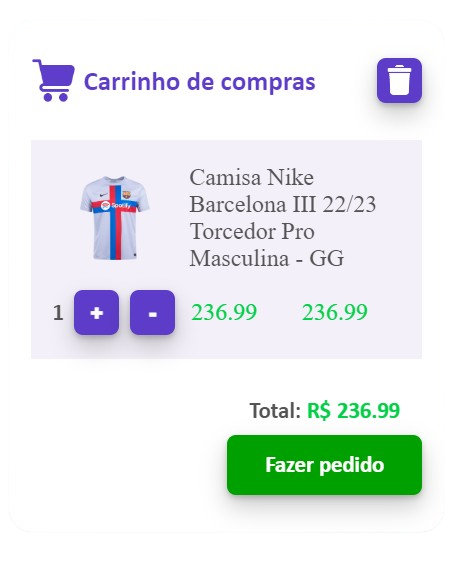 Carrinho de compras
Camisa Nike
Barcelona III 22/23
Torcedor Pro
Masculina - GG
Spotify
1 + - 236.99 236.99
Total: R$ 236.99
Fazer pedido